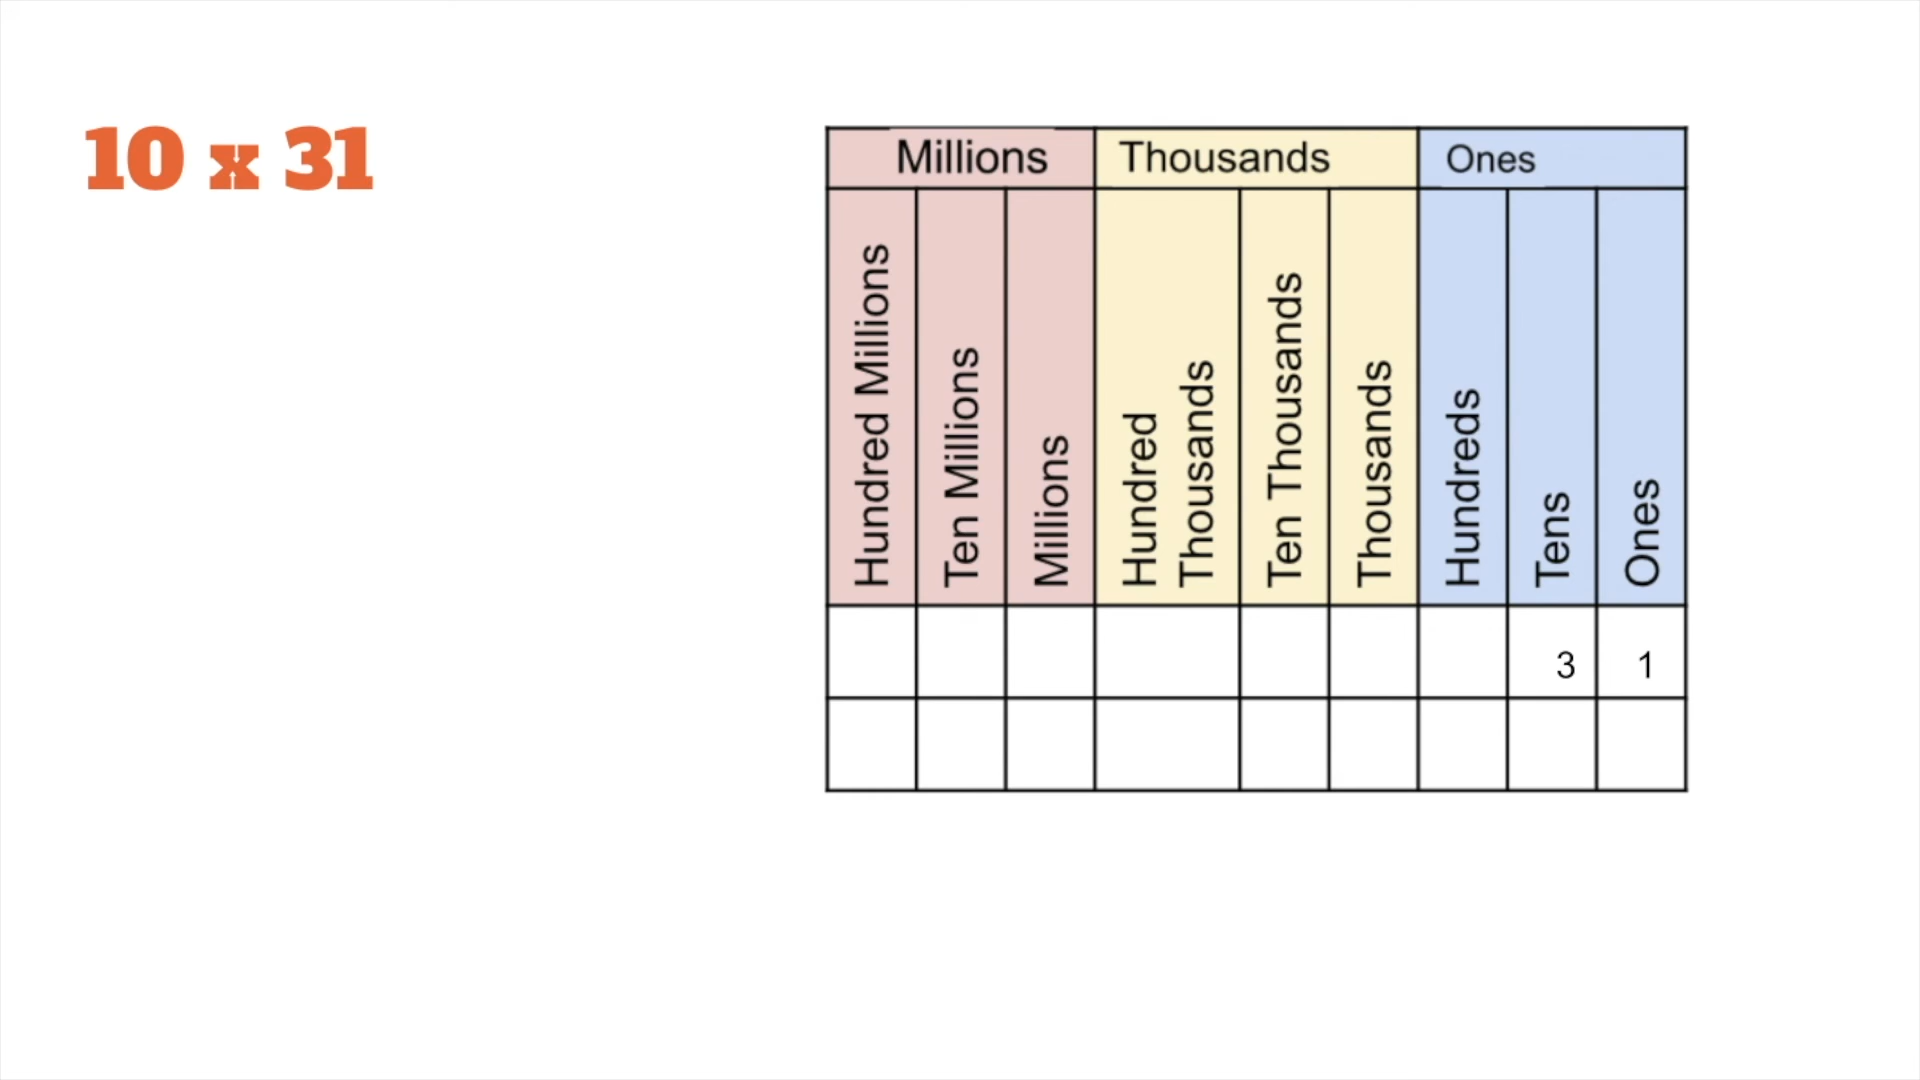 10 x 31
Millions Thousands Ones
Hundred Millions
Ten Millions
Millions
Hundred
Thousands
Ten Thousands
Thousands
Hundreds
Tens
Ones
3 1